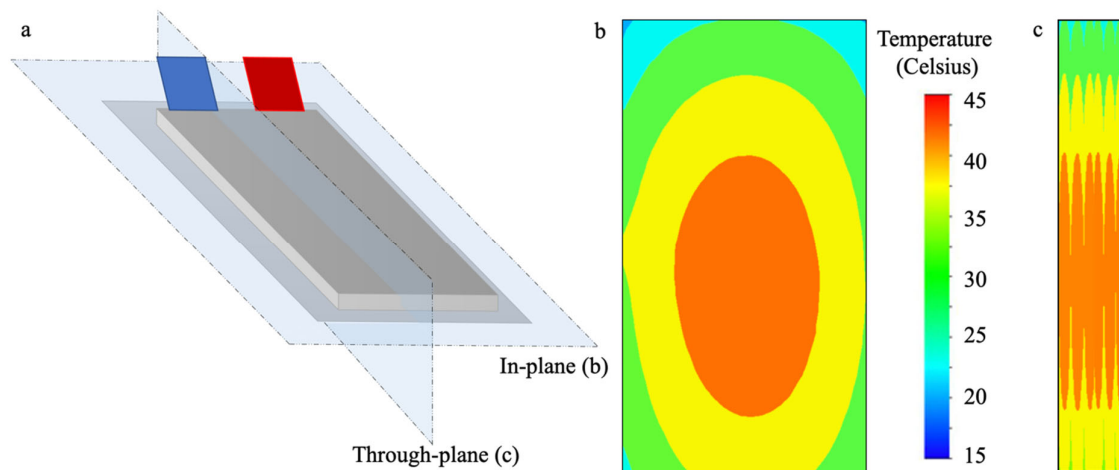 a
In-plane (b)
Through-plane (c)
b
Temperature
(Celsius)
45
40
35
30
25
20
15
c